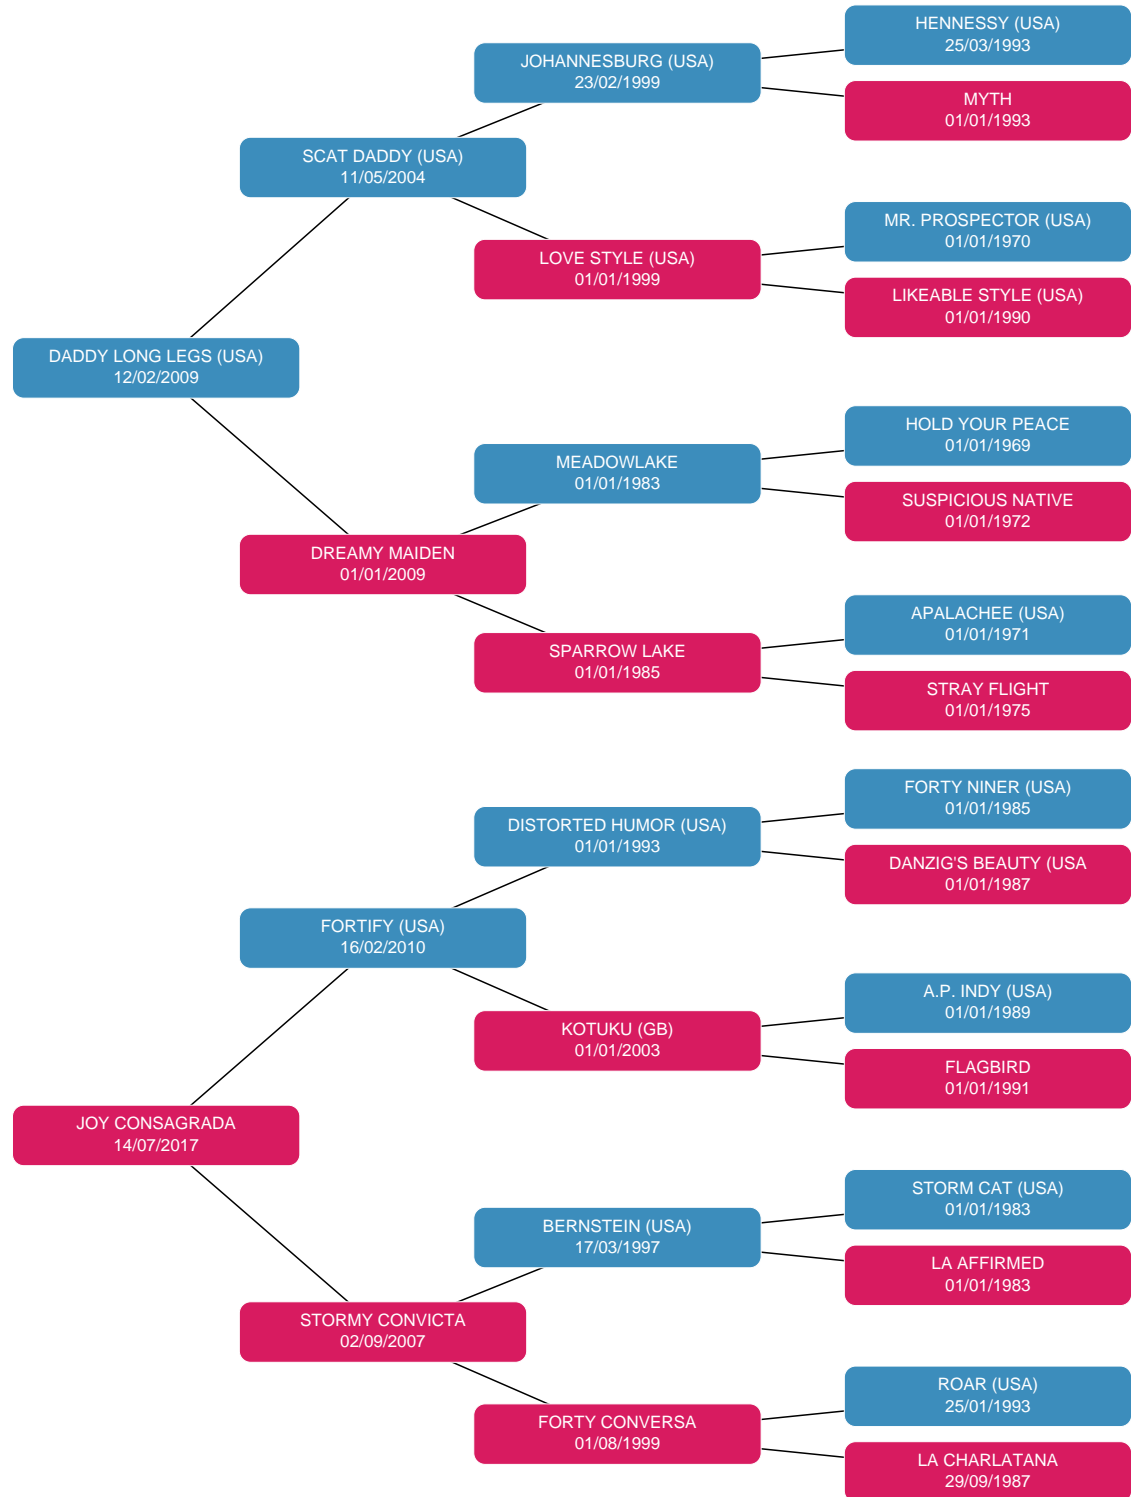 HENNESSY (USA)
25/03/1993
JOHANNESBURG (USA)
23/02/1999
MYTH
01/01/1993
SCAT DADDY (USA)
11/05/2004
MR. PROSPECTOR (USA)
01/01/1970
LOVE STYLE (USA)
01/01/1999
LIKEABLE STYLE (USA)
01/01/1990
DADDY LONG LEGS (USA)
12/02/2009
HOLD YOUR PEACE
01/01/1969
MEADOWLAKE
01/01/1983
SUSPICIOUS NATIVE
01/01/1972
DREAMY MAIDEN
01/01/2009
APALACHEE (USA)
01/01/1971
SPARROW LAKE
01/01/1985
STRAY FLIGHT
01/01/1975
FORTY NINER (USA)
01/01/1985
DISTORTED HUMOR (USA)
01/01/1993
DANZIG'S BEAUTY (USA
01/01/1987
FORTIFY (USA)
16/02/2010
A.P. INDY (USA)
01/01/1989
KOTUKU (GB)
01/01/2003
FLAGBIRD
01/01/1991
JOY CONSAGRADA
14/07/2017
STORM CAT (USA)
01/01/1983
BERNSTEIN (USA)
17/03/1997
LA AFFIRMED
01/01/1983
STORMY CONVICTA
02/09/2007
ROAR (USA)
25/01/1993
FORTY CONVERSA
01/08/1999
LA CHARLATANA
29/09/1987